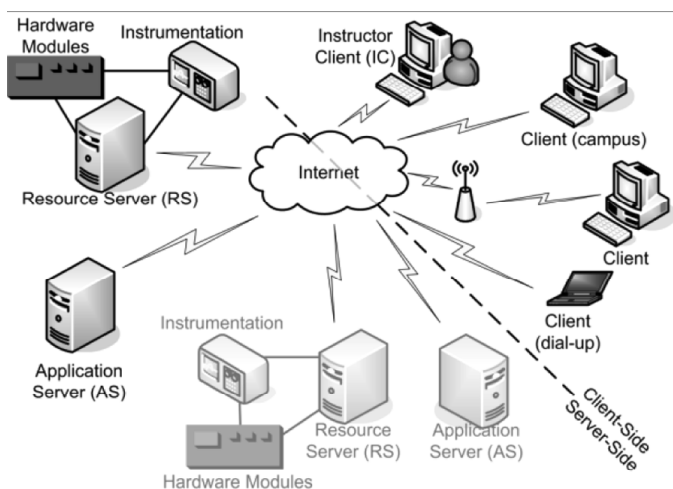 Hardware
Modules
Instrumentation
Instructor
Client (IC)
Client (campus)
Internet
Resource Server (RS)
Client
Application
Server (AS)
Instrumentation
Client
(dial-up)
Resource
Server (RS)
Application
Server (AS)
Hardware Modules
Client-Side
Server-Side